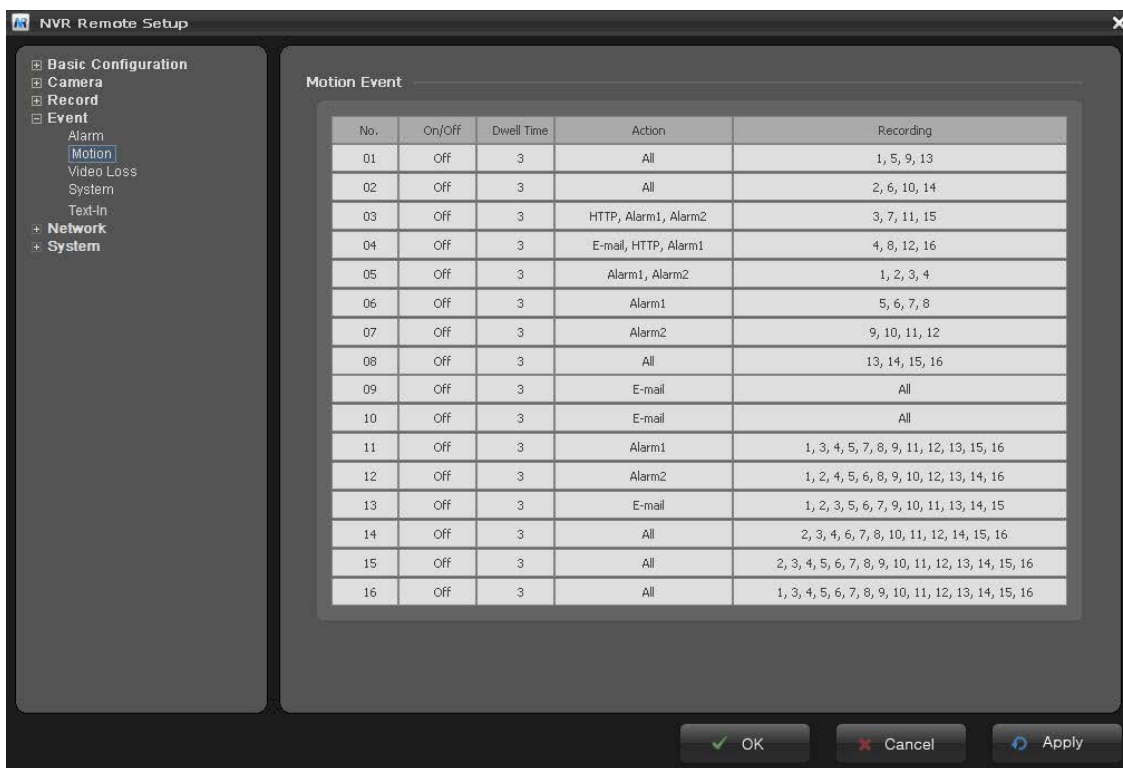 NVR Remote Setup
Basic Configuration
Camera
Record
Event
Alarm
Motion
Video Loss
System
Text-In
Network
System
Motion Event
No. On/Off Dwell Time Action Recording
01 Off 3 All 1, 5, 9, 13
02 Off 3 All 2, 6, 10, 14
03 Off 3 HTTP, Alarm1, Alarm2 3, 7, 11, 15
04 Off 3 E-mail, HTTP, Alarm1 4, 8, 12, 16
05 Off 3 Alarm1, Alarm2 1, 2, 3, 4
06 Off 3 Alarm1 5, 6, 7, 8
07 Off 3 Alarm2 9, 10, 11, 12
08 Off 3 All 13, 14, 15, 16
09 Off 3 E-mail All
10 Off 3 E-mail All
11 Off 3 Alarm1 1, 3, 4, 5, 7, 8, 9, 11, 12, 13, 15, 16
12 Off 3 Alarm2 1, 2, 4, 5, 6, 8, 9, 10, 12, 13, 14, 16
13 Off 3 E-mail 1, 2, 3, 5, 6, 7, 9, 10, 11, 13, 14, 15
14 Off 3 All 2, 3, 4, 6, 7, 8, 10, 11, 12, 14, 15, 16
15 Off 3 All 2, 3, 4, 5, 6, 7, 8, 9, 10, 11, 12, 13, 14, 15, 16
16 Off 3 All 1, 3, 4, 5, 6, 7, 8, 9, 10, 11, 12, 13, 14, 15, 16
OK Cancel Apply